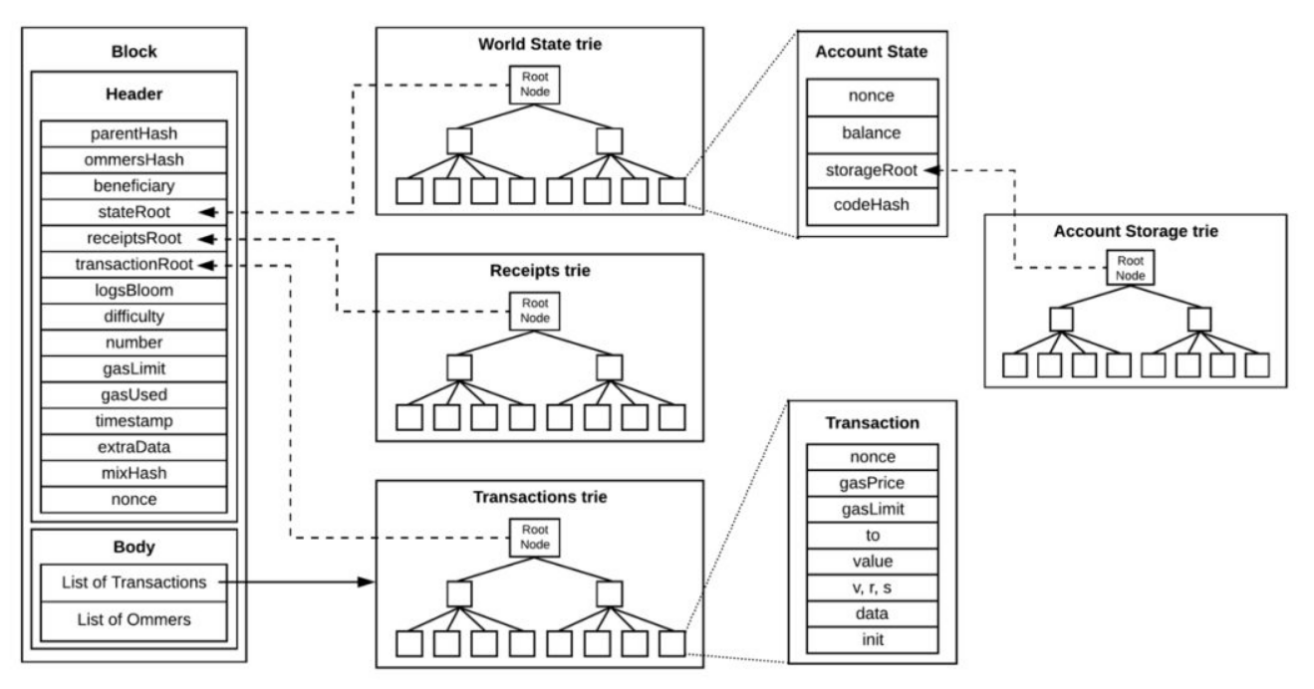 Block
Header
parentHash
ommersHash
beneficiary
stateRoot
receiptsRoot
transactionRoot
logsBloom
difficulty
number
gasLimit
gasUsed
timestamp
extraData
mixHash
nonce
Body
List of Transactions
List of Ommers
World State trie
Root
Node
Receipts trie
Root
Node
Transactions trie
Root
Node
Account State
nonce
balance
storageRoot
codeHash
Account Storage trie
Root
Node
Transaction
nonce
gasPrice
gasLimit
to
value
v, r, s
data
init